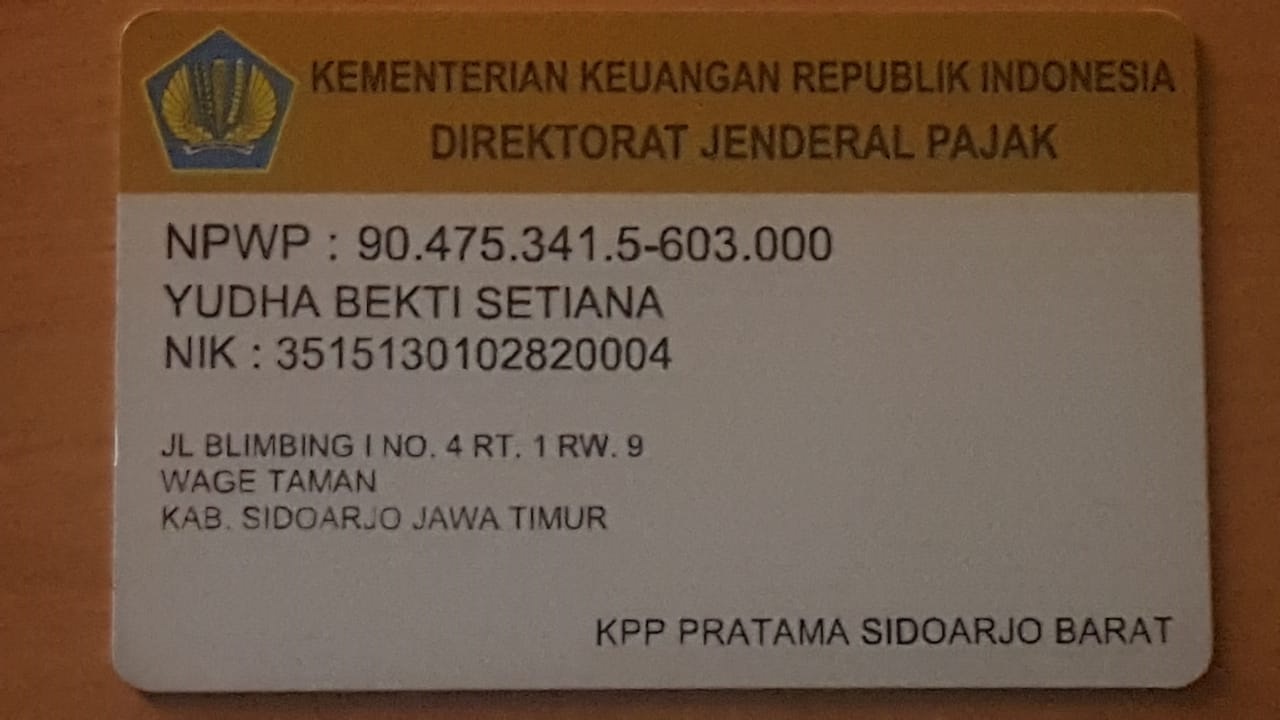 KEMENTERIAN KEUANGAN REPUBLIK INDONESIA
DIREKTORAT JENDERAL PAJAK
NPWP : 90.475.341.5-603.000
YUDHA BEKTI SETIANA
NIK : 3515130102820004
JL BLIMBING I NO. 4 RT. 1 RW. 9
WAGE TAMAN
KAB. SIDOARJO JAWA TIMUR
KPP PRATAMA SIDOARJO BARAT